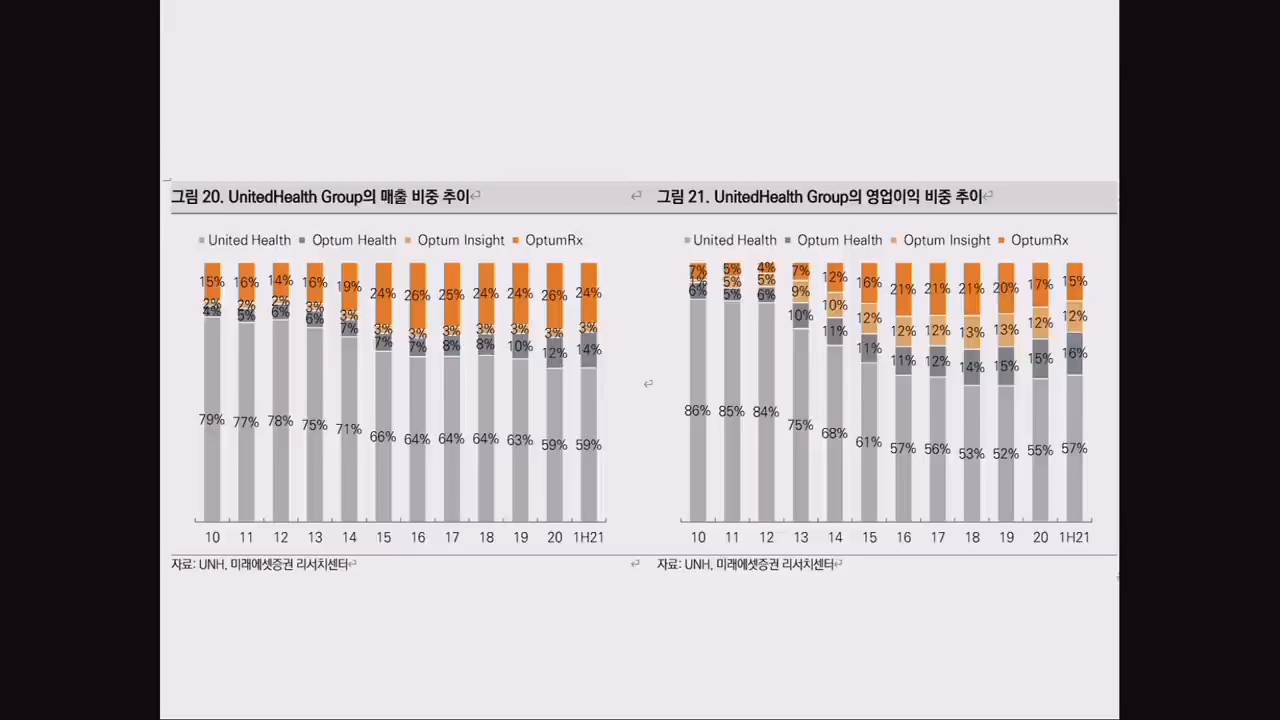 그림 20. UnitedHealth Group의 매출 비중 추이
United Health Optum Health Optum Insight OptumRx
15% 16% 14% 16% 19% 24% 26% 25% 24% 24% 26% 24%
2% 2% 2% 3% 3% 3% 3% 3% 3% 3% 3% 3%
4% 5% 6% 6% 7% 7% 7% 8% 8% 10% 12% 14%
79% 77% 78% 75% 71% 66% 64% 64% 64% 63% 59% 59%
10 11 12 13 14 15 16 17 18 19 20 1H21
자료: UNH, 미래에셋증권 리서치센터
그림 21. UnitedHealth Group의 영업이익 비중 추이
United Health Optum Health Optum Insight OptumRx
7% 5% 4% 7% 12% 16% 21% 21% 21% 20% 17% 15%
1% 5% 5% 9% 10% 12% 12% 12% 13% 13% 12% 12%
6% 5% 6% 10% 11% 11% 11% 12% 14% 15% 15% 16%
86% 85% 84% 75% 68% 61% 57% 56% 53% 52% 55% 57%
10 11 12 13 14 15 16 17 18 19 20 1H21
자료: UNH, 미래에셋증권 리서치센터